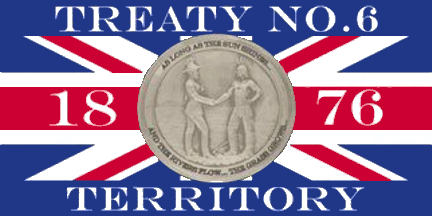 TREATY NO.6
AS LONG AS THE SUN SHINES...
18 76
AND THE RIVERS FLOW... THE GRASS GROWS
TERRITORY